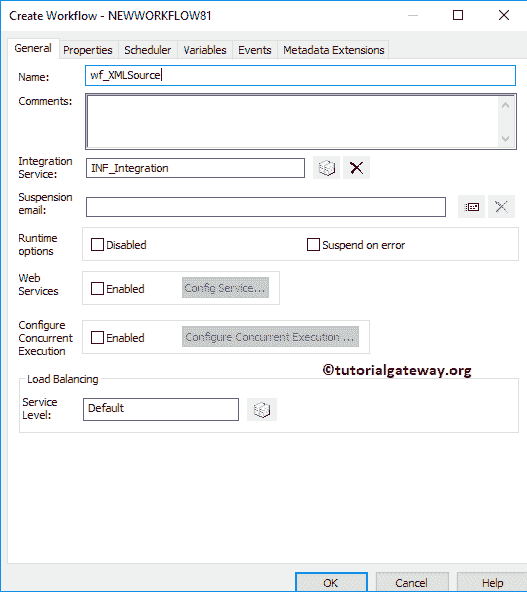 Create Workflow - NEWWORKFLOW81
General Properties Scheduler Variables Events Metadata Extensions
Name: wf_XMLSource
Comments:
Integration
Service: INF_Integration
Suspension
email:
Runtime
options Disabled Suspend on error
Web
Services Enabled Config Service...
Configure
Concurrent
Execution Enabled Configure Concurrent Execution ...
©tutorialgateway.org
Load Balancing
Service
Level: Default
OK Cancel Help